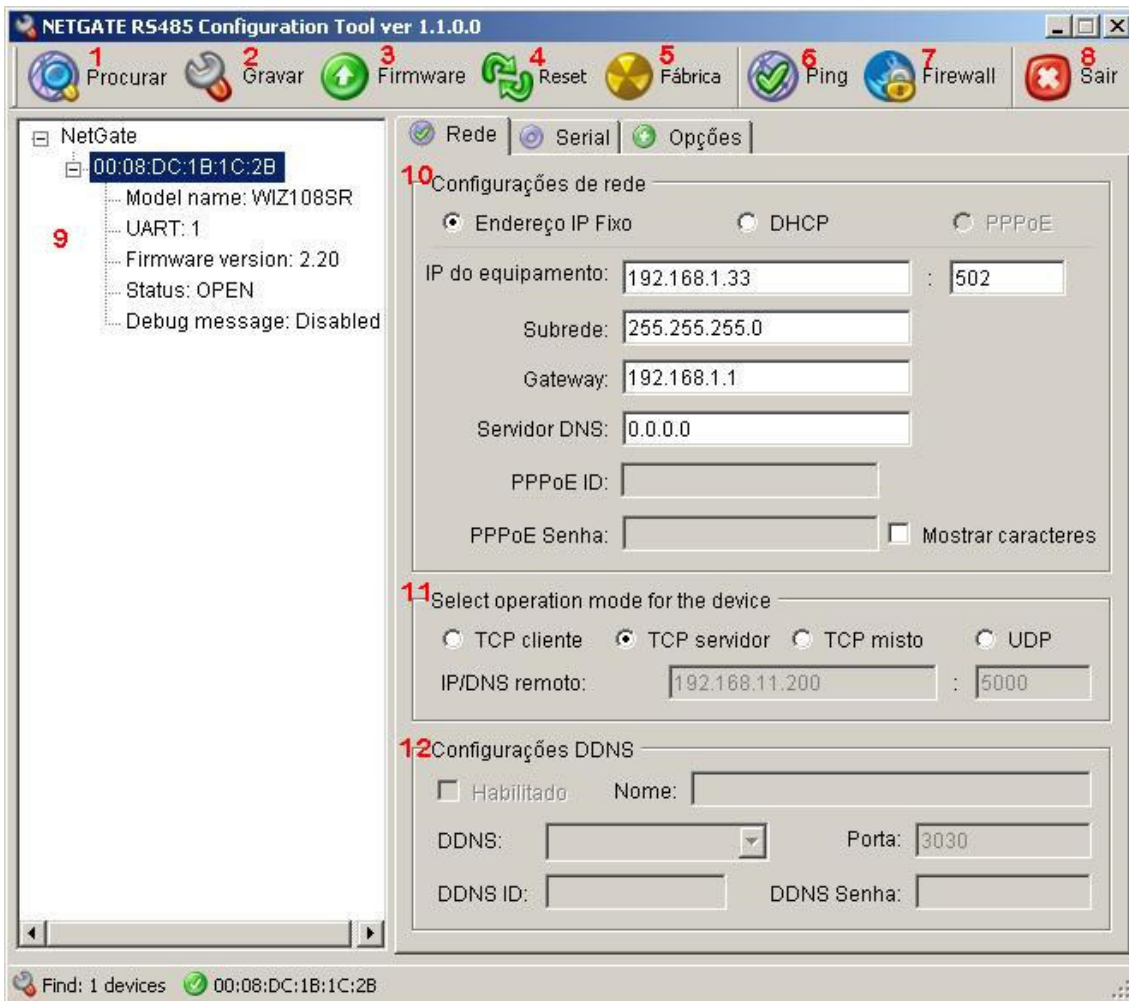 NETGATE RS485 Configuration Tool ver 1.1.0.0
1 Procurar 2 Gravar 3 Firmware 4 Reset 5 Fábrica 6 Ping 7 Firewall 8 Sair
NetGate
00:08:DC:1B:1C:2B
Model name: WIZ108SR
9
UART: 1
Firmware version: 2.20
Status: OPEN
Debug message: Disabled
Rede Serial Opções
10 Configurações de rede
Endereço IP Fixo DHCP PPPoE
IP do equipamento: 192.168.1.33 : 502
Subrede: 255.255.255.0
Gateway: 192.168.1.1
Servidor DNS: 0.0.0.0
PPPoE ID:
PPPoE Senha: Mostrar caracteres
11 Select operation mode for the device
TCP cliente TCP servidor TCP misto UDP
IP/DNS remoto: 192.168.11.200 : 5000
12 Configurações DDNS
Habilitado Nome:
DDNS: Porta: 3030
DDNS ID: DDNS Senha:
Find: 1 devices 00:08:DC:1B:1C:2B